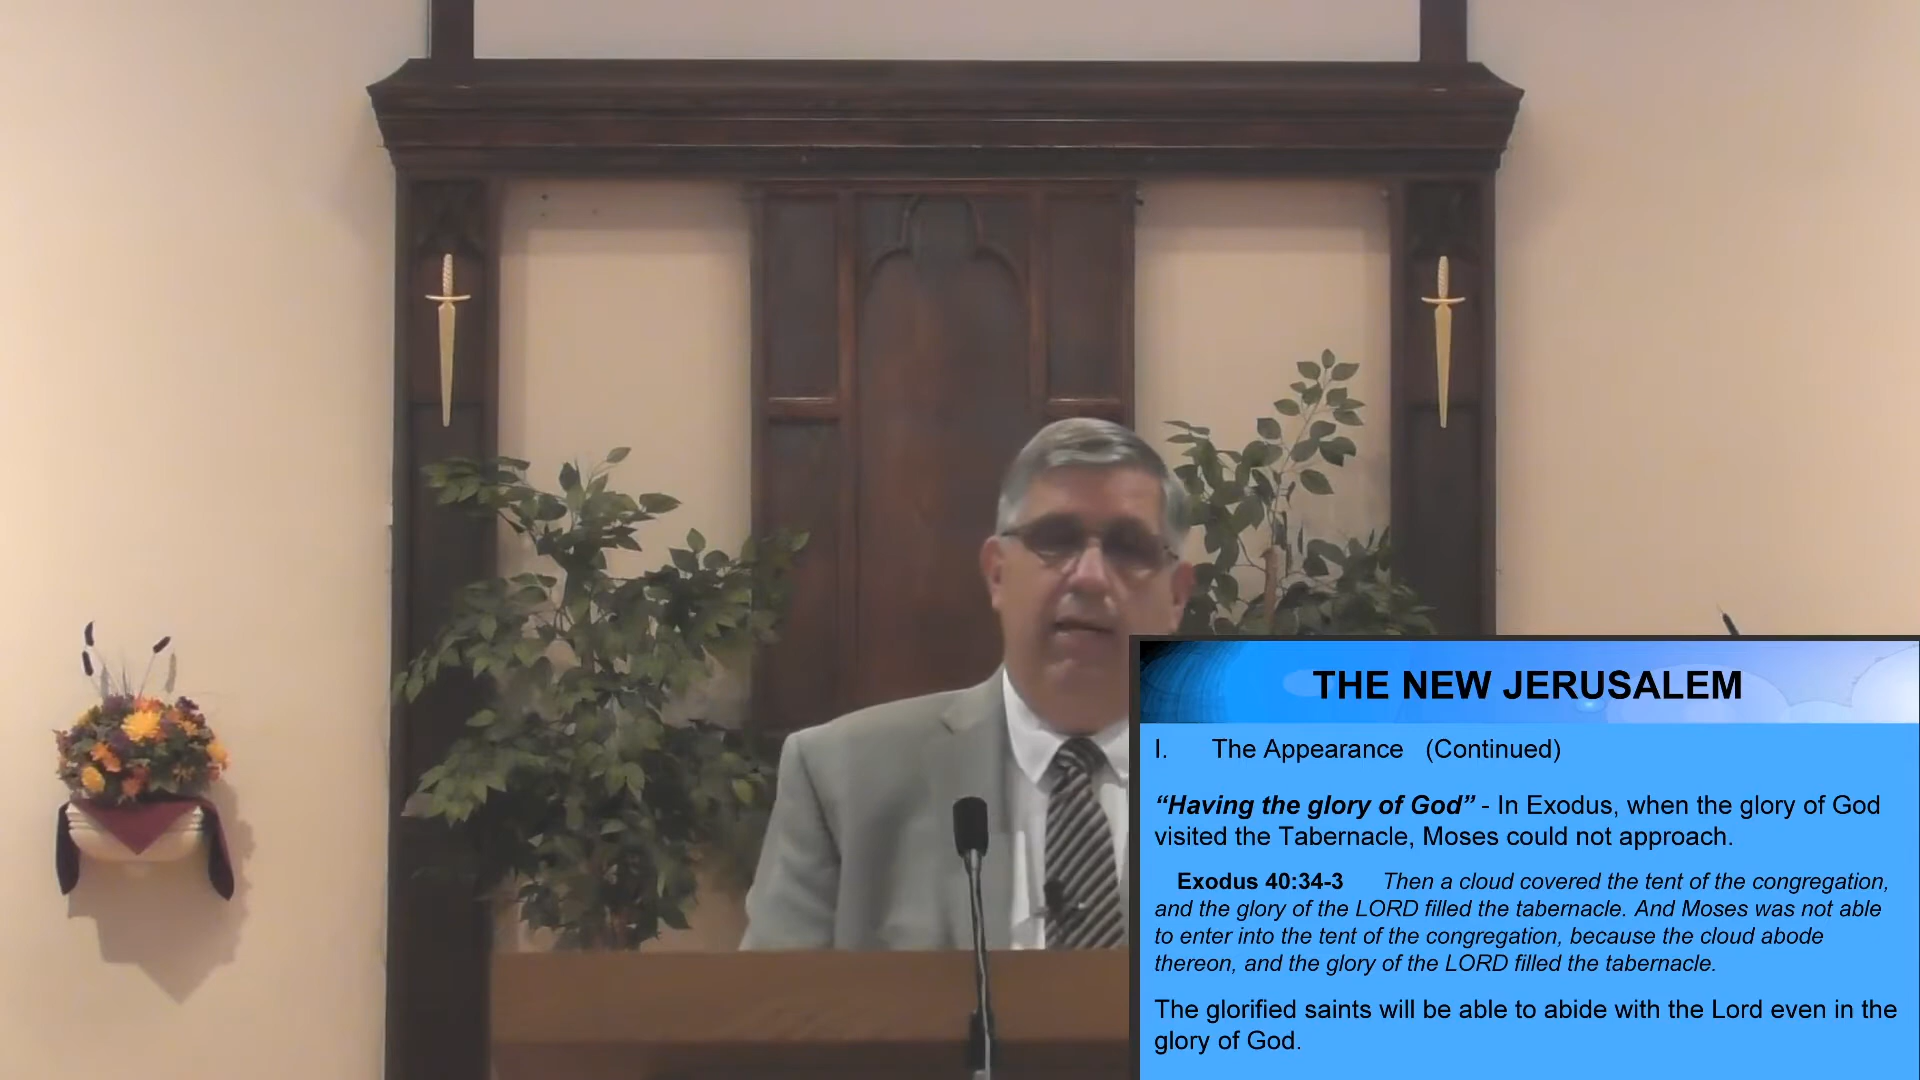 THE NEW JERUSALEM
I. The Appearance (Continued)
“Having the glory of God” - In Exodus, when the glory of God
visited the Tabernacle, Moses could not approach.
Exodus 40:34-3 Then a cloud covered the tent of the congregation,
and the glory of the LORD filled the tabernacle. And Moses was not able
to enter into the tent of the congregation, because the cloud abode
thereon, and the glory of the LORD filled the tabernacle.
The glorified saints will be able to abide with the Lord even in the
glory of God.